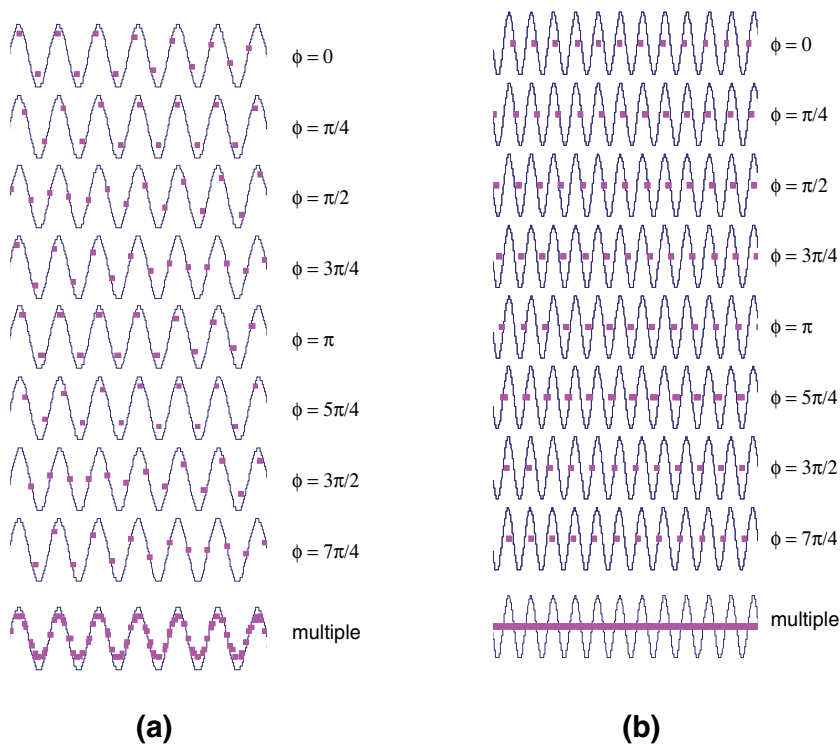 ϕ = 0
ϕ = π/4
ϕ = π/2
ϕ = 3π/4
ϕ = π
ϕ = 5π/4
ϕ = 3π/2
ϕ = 7π/4
multiple
(a)
ϕ = 0
ϕ = π/4
ϕ = π/2
ϕ = 3π/4
ϕ = π
ϕ = 5π/4
ϕ = 3π/2
ϕ = 7π/4
multiple
(b)